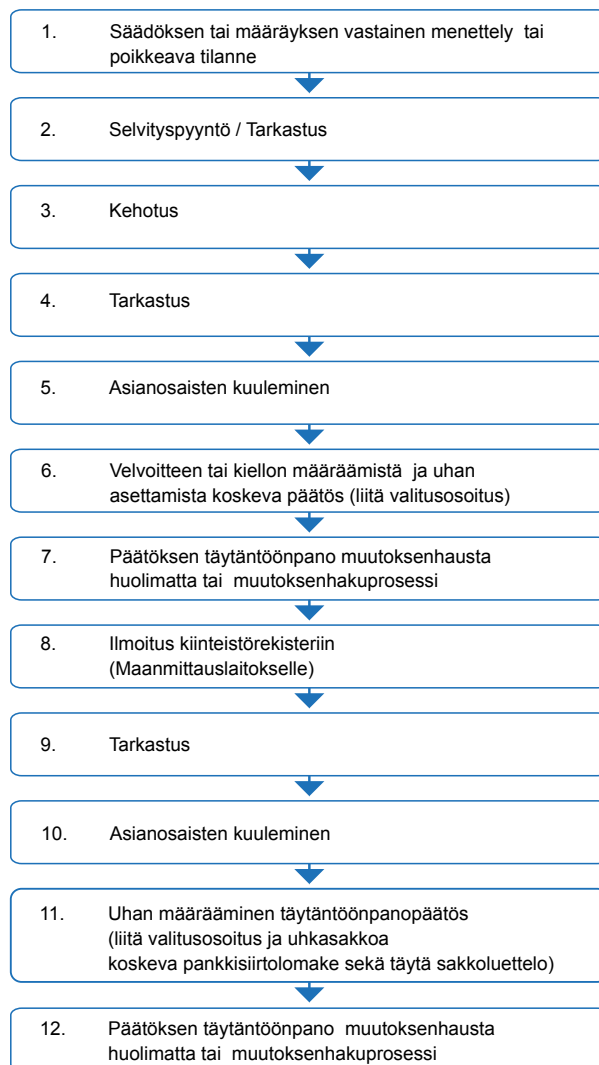 1. Säädöksen tai määräyksen vastainen menettely tai
poikkeava tilanne
2. Selvityspyyntö / Tarkastus
3. Kehotus
4. Tarkastus
5. Asianosaisten kuuleminen
6. Velvoitteen tai kiellon määräämistä ja uhan
asettamista koskeva päätös (liitä valitusosoitus)
7. Päätöksen täytäntöönpano muutoksenhausta
huolimatta tai muutoksenhakuprosessi
8. Ilmoitus kiinteistörekisteriin
(Maanmittauslaitokselle)
9. Tarkastus
10. Asianosaisten kuuleminen
11. Uhan määrääminen täytäntöönpanopäätös
(liitä valitusosoitus ja uhkasakkoa
koskeva pankkisiirtolomake sekä täytä sakkoluettelo)
12. Päätöksen täytäntöönpano muutoksenhausta
huolimatta tai muutoksenhakuprosessi